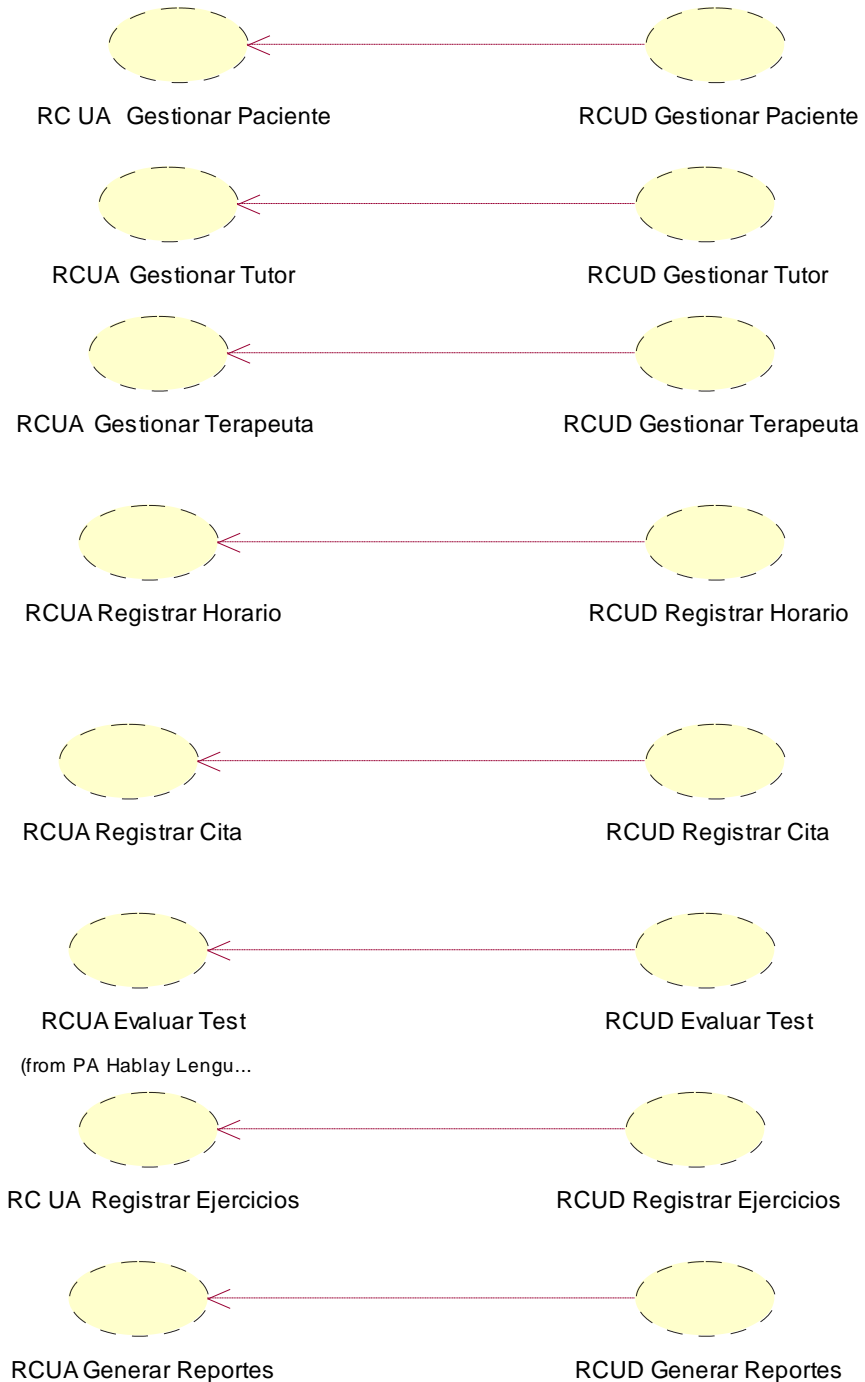 RC UA Gestionar Paciente RCUD Gestionar Paciente
RCUA Gestionar Tutor RCUD Gestionar Tutor
RCUA Gestionar Terapeuta RCUD Gestionar Terapeuta
RCUA Registrar Horario RCUD Registrar Horario
RCUA Registrar Cita RCUD Registrar Cita
RCUA Evaluar Test RCUD Evaluar Test
(from PA Hablay Lengu...
RC UA Registrar Ejercicios RCUD Registrar Ejercicios
RCUA Generar Reportes RCUD Generar Reportes